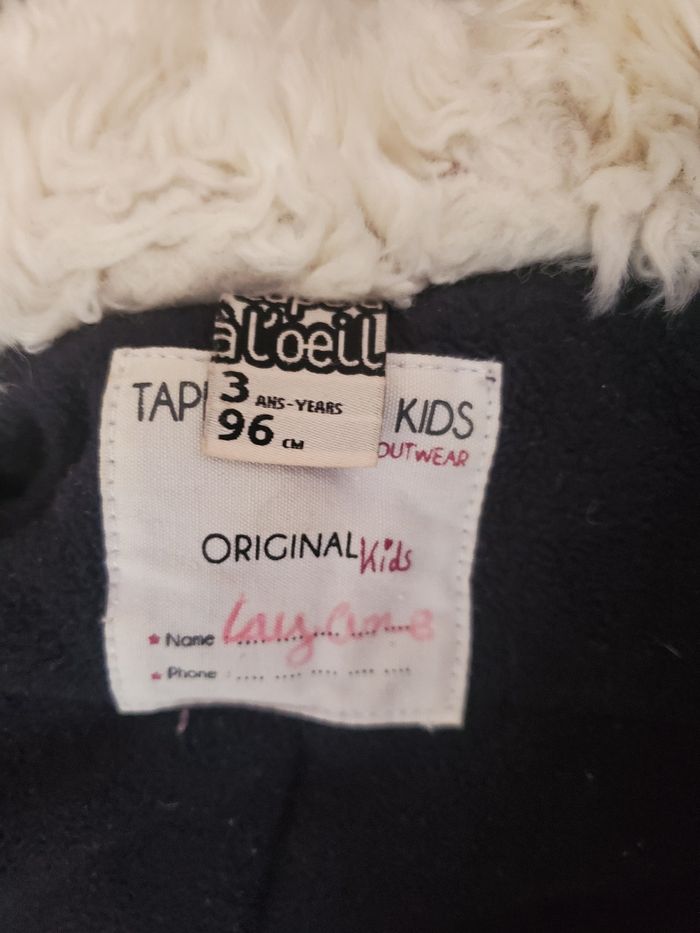 à l'oeil
3 ANS-YEARS
96 CM
TAP KIDS
OUTWEAR
ORIGINAL Kids
Name
Phone